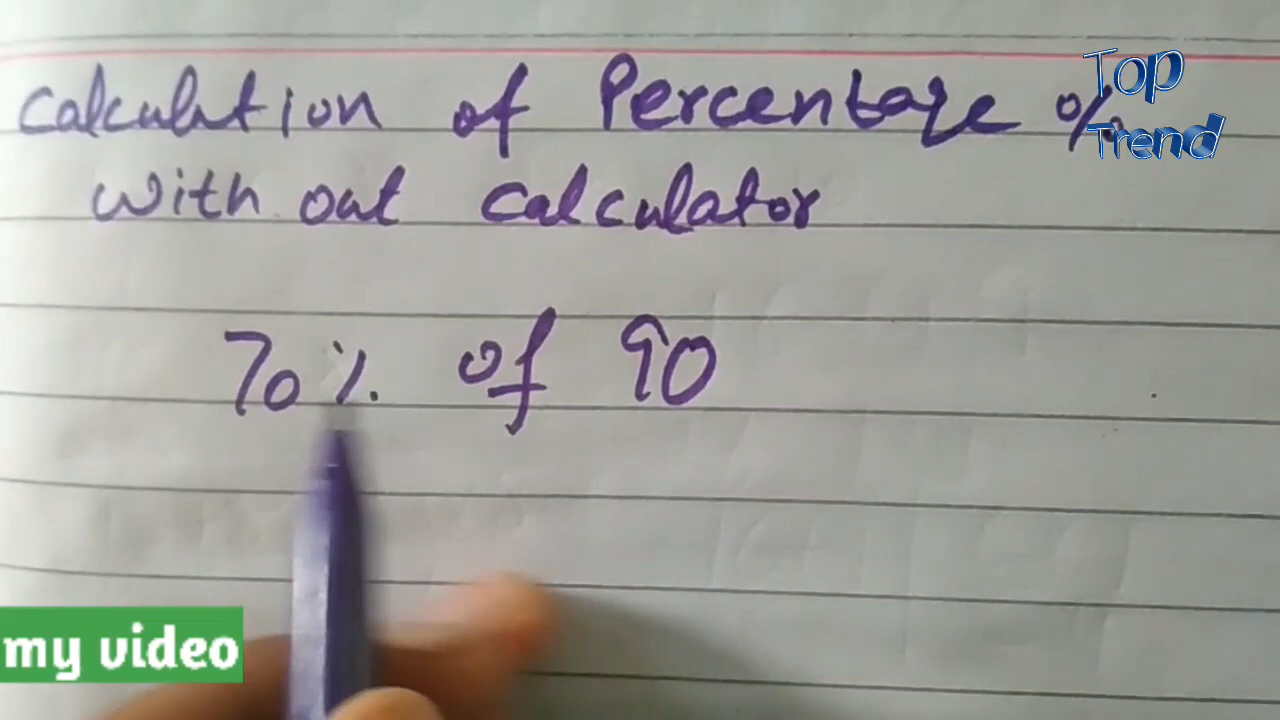 Calculation of Percentage %
with out calculator
70% of 90
Top
Trend
my video